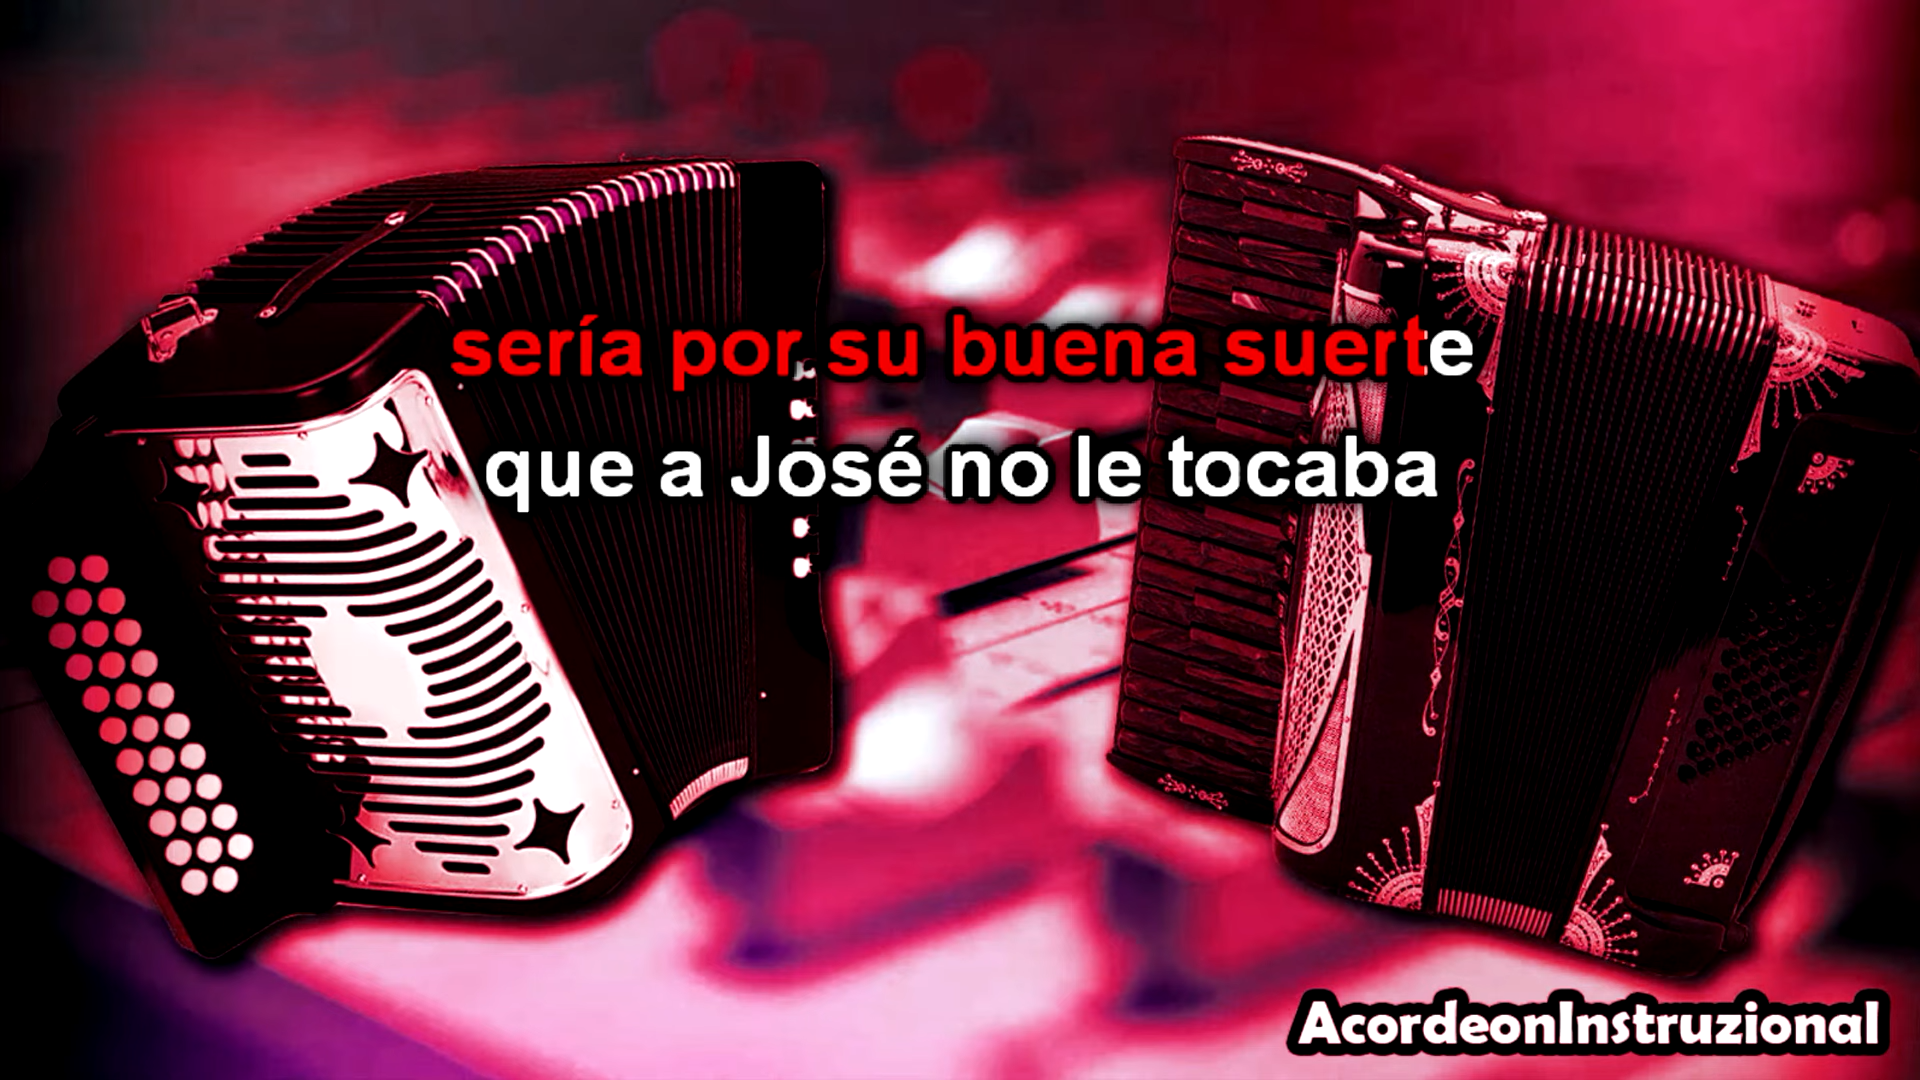 sería por su buena suerte
que a José no le tocaba
AcordeonInstruzional